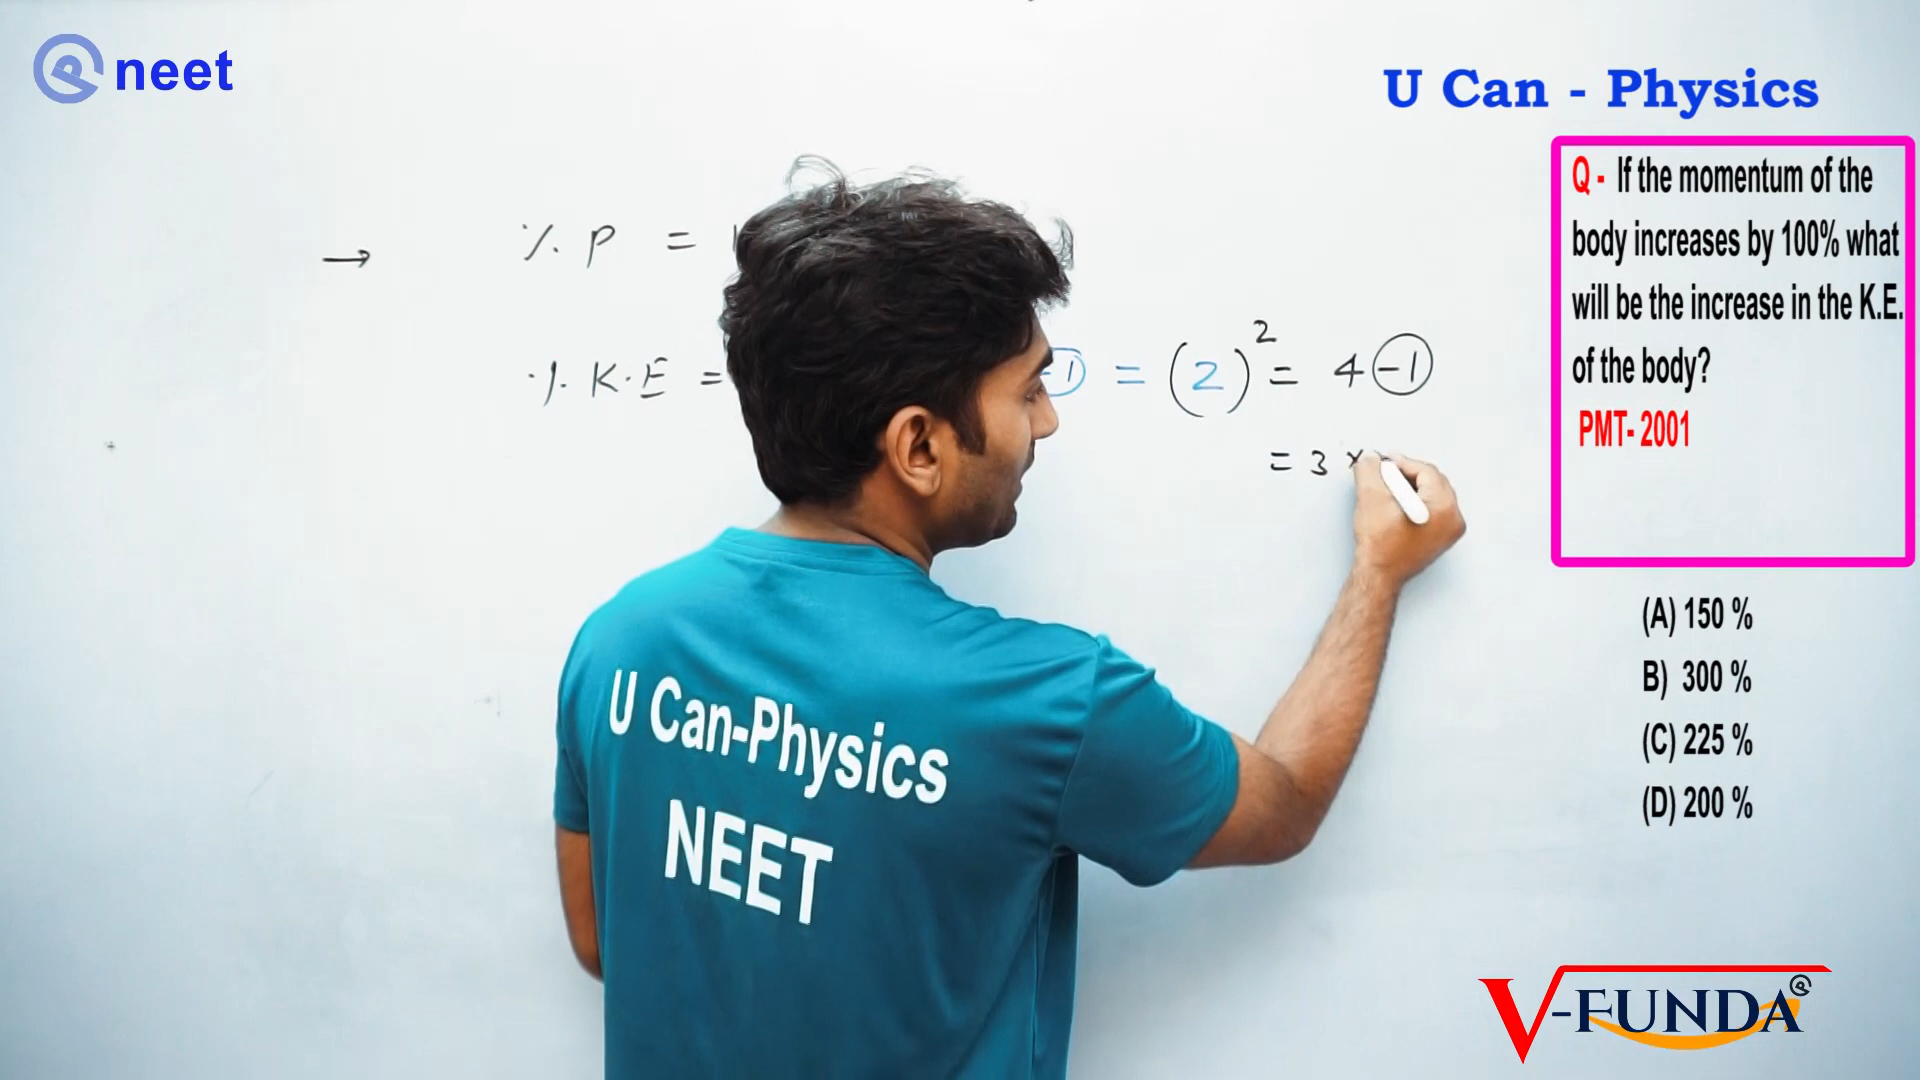 neet
U Can - Physics
Q - If the momentum of the
body increases by 100% what
will be the increase in the K.E.
of the body?
PMT- 2001
→ % P =
% K.E = -1 = (2)² = 4 -1
= 3 ×
(A) 150 %
B) 300 %
(C) 225 %
(D) 200 %
U Can-Physics
NEET
V-FUNDA